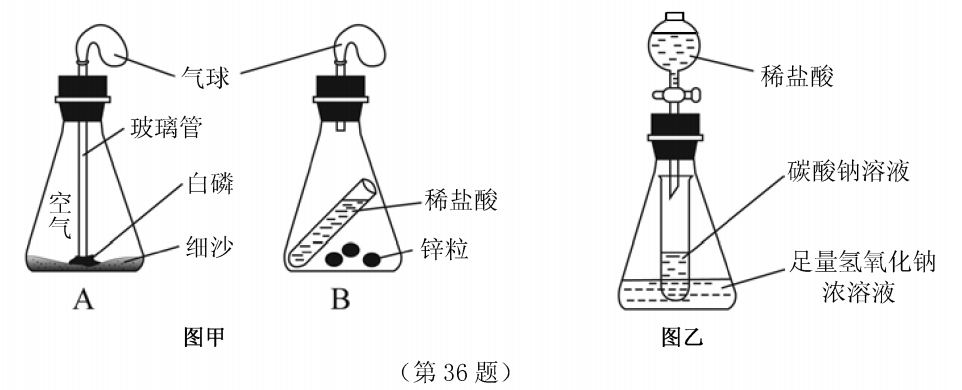 气球
玻璃管
白磷
空气
细沙
A
稀盐酸
锌粒
B
图甲
稀盐酸
碳酸钠溶液
足量氢氧化钠
浓溶液
图乙
（第36题）